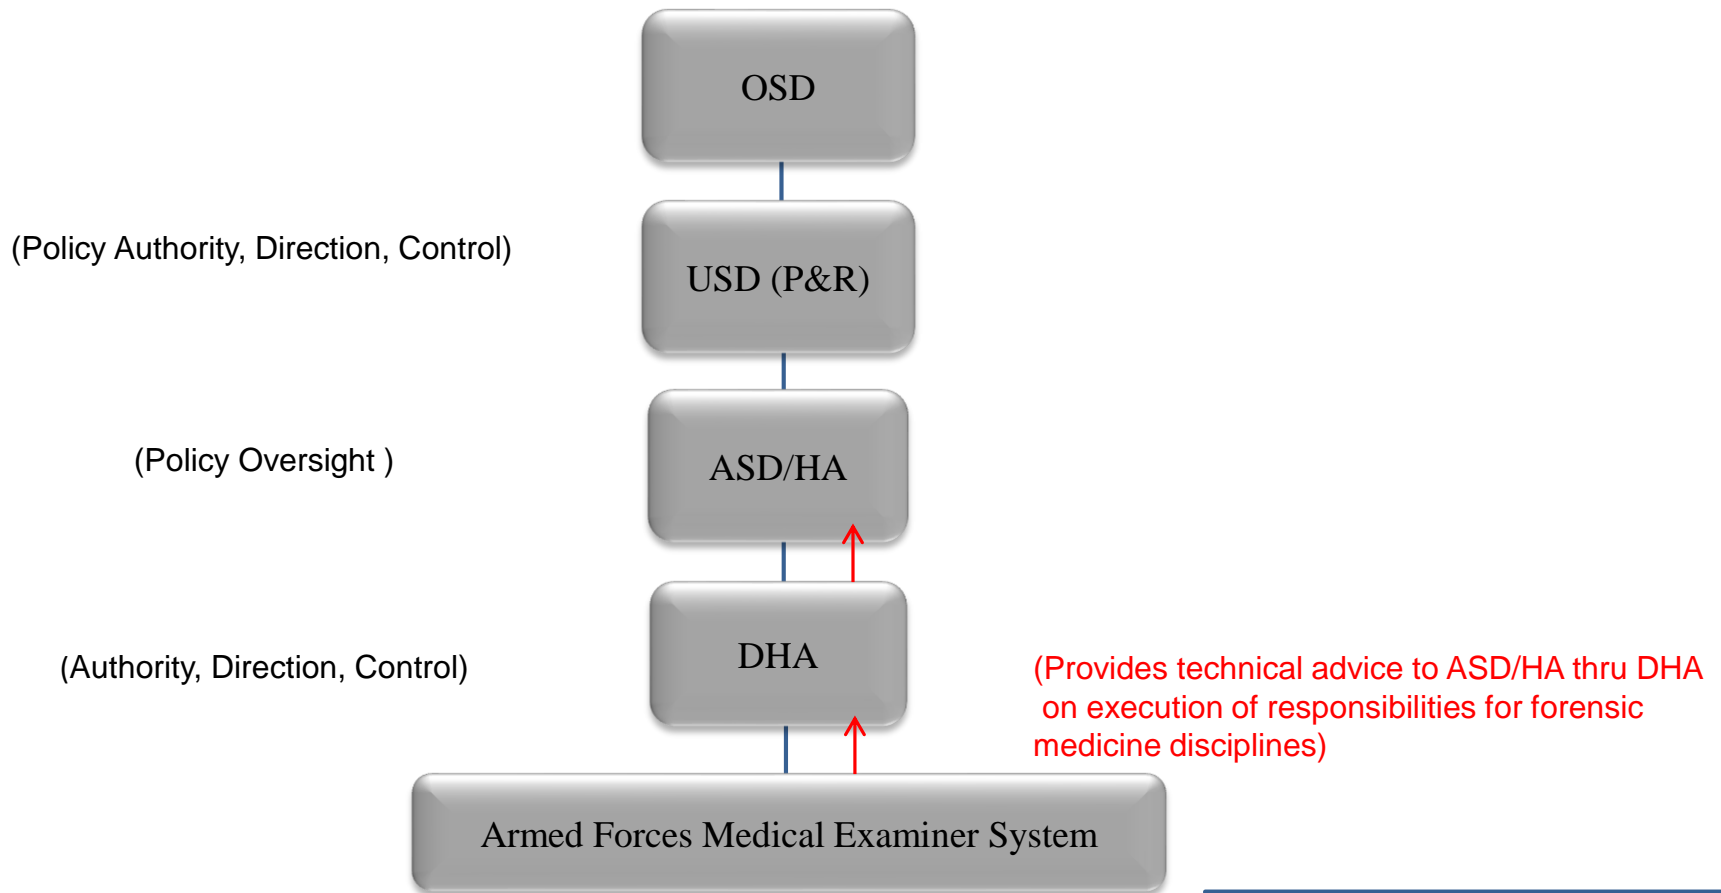 OSD
(Policy Authority, Direction, Control)
USD (P&R)
(Policy Oversight )
ASD/HA
(Authority, Direction, Control)
DHA
(Provides technical advice to ASD/HA thru DHA
on execution of responsibilities for forensic
medicine disciplines)
Armed Forces Medical Examiner System